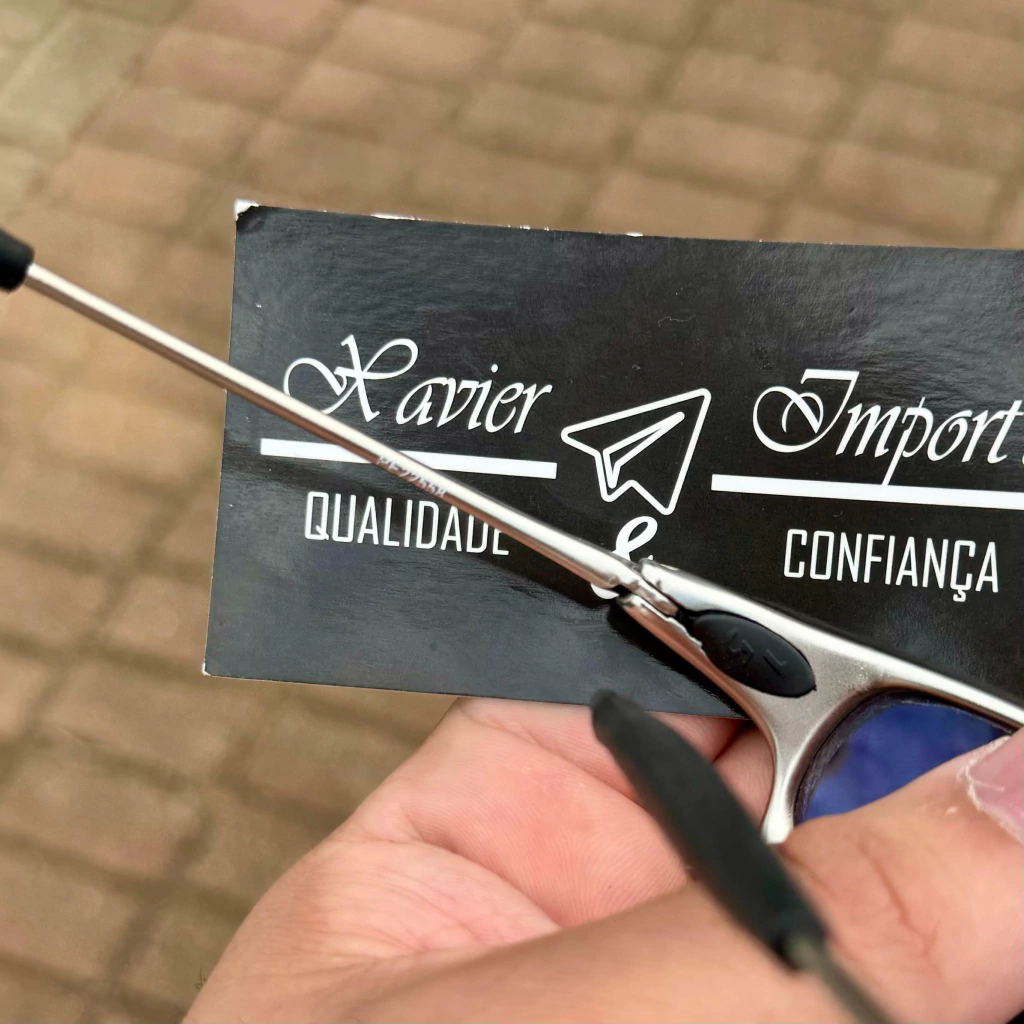 Xavier
Import's
QUALIDADE
&
CONFIANÇA